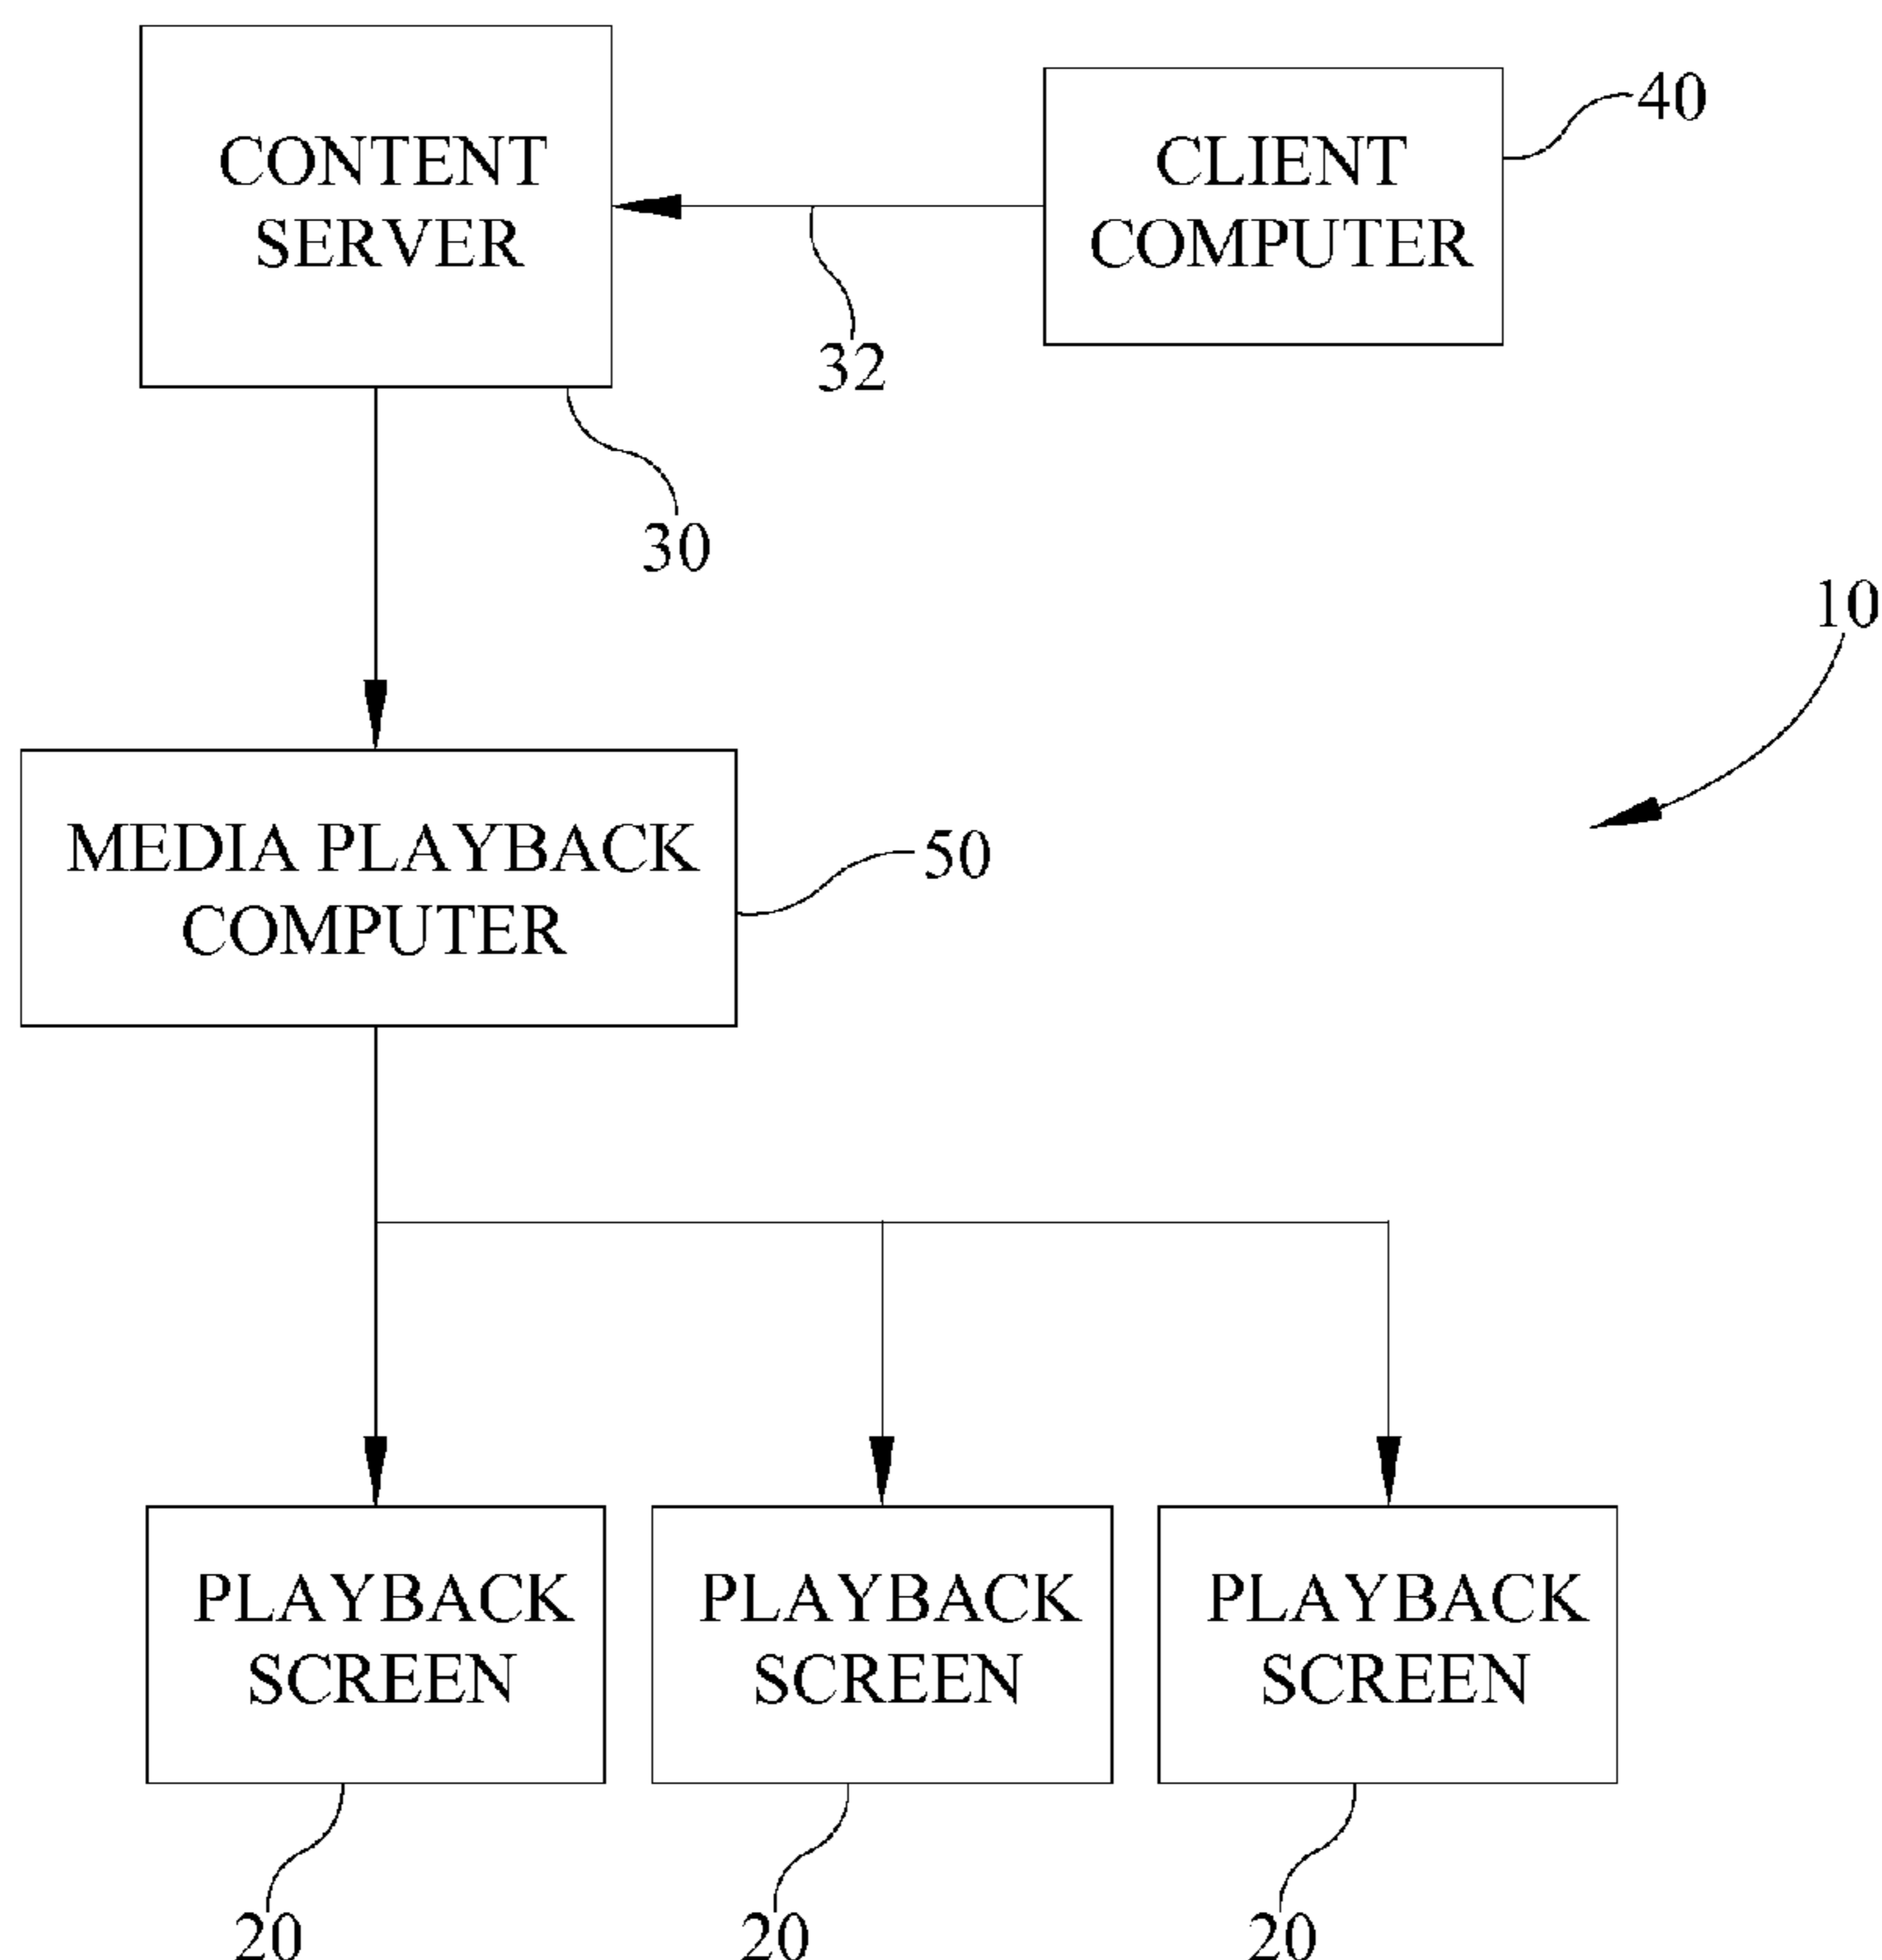 CONTENT
SERVER
CLIENT
COMPUTER
40
32
30
10
MEDIA PLAYBACK
COMPUTER
50
PLAYBACK
SCREEN
PLAYBACK
SCREEN
PLAYBACK
SCREEN
20
20
20